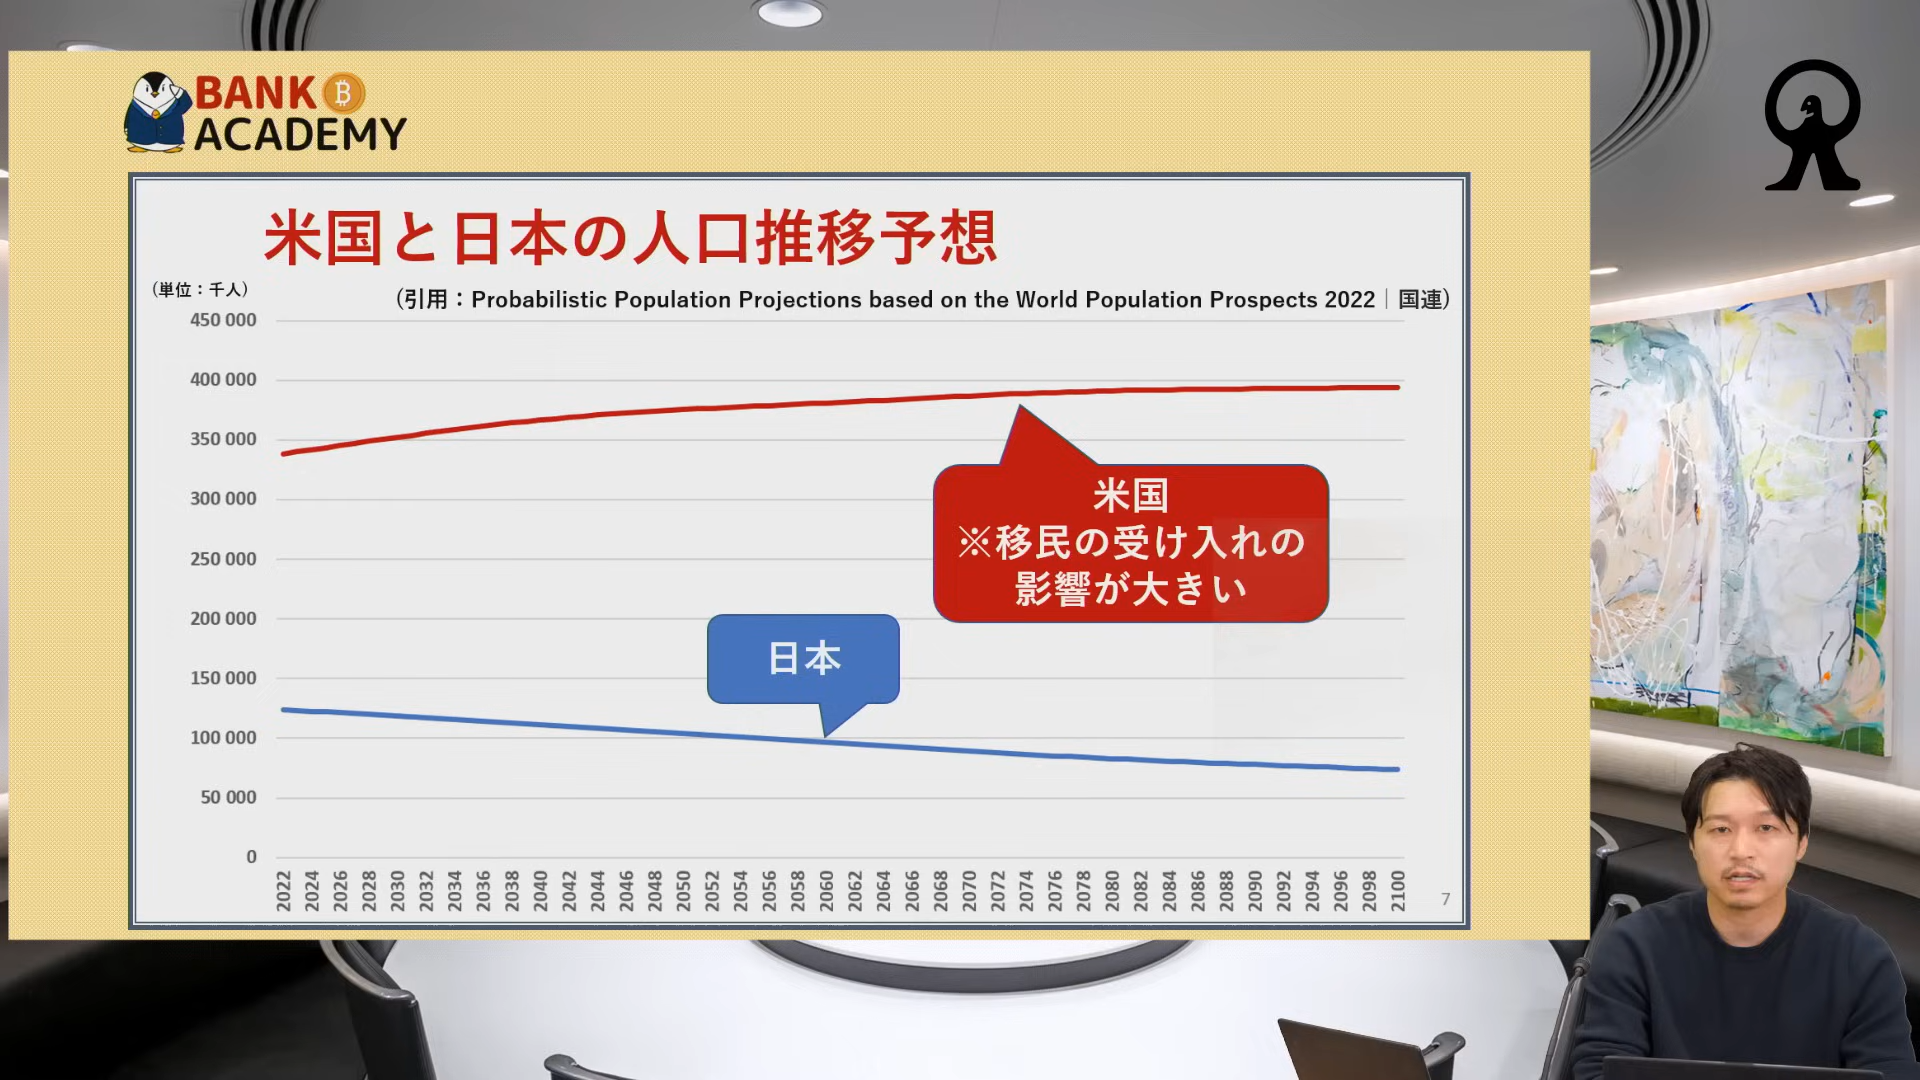 BANK
ACADEMY
米国と日本の人口推移予想
（単位：千人）
（引用：Probabilistic Population Projections based on the World Population Prospects 2022｜国連）
450 000
400 000
350 000
300 000
250 000
200 000
150 000
100 000
50 000
0
米国
※移民の受け入れの
影響が大きい
日本
2022 2024 2026 2028 2030 2032 2034 2036 2038 2040 2042 2044 2046 2048 2050 2052 2054 2056 2058 2060 2062 2064 2066 2068 2070 2072 2074 2076 2078 2080 2082 2084 2086 2088 2090 2092 2094 2096 2098 2100
7